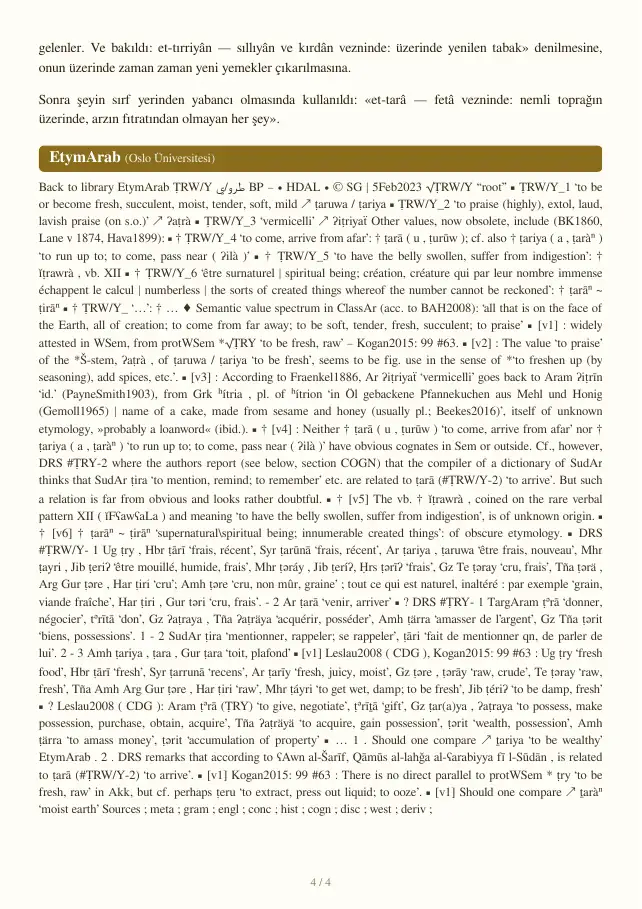 gelenler. Ve bakıldı: et-tırriyân — sıllıyân ve kırdân vezninde: üzerinde yenilen tabak» denilmesine,
onun üzerinde zaman zaman yeni yemekler çıkarılmasına.
Sonra şeyin sırf yerinden yabancı olmasında kullanıldı: «et-tarâ — fetâ vezninde: nemli toprağın
üzerinde, arzın fıtratından olmayan her şey».
EtymArab (Oslo Üniversitesi)
Back to library EtymArab ṬRW/Y طرو/ي BP – • HDAL • © SG | 5Feb2023 √ṬRW/Y “root” ▪ ṬRW/Y_1 ‘to be
or become fresh, succulent, moist, tender, soft, mild ↗ ṭaruwa / ṭariya ▪ ṬRW/Y_2 ‘to praise (highly), extol, laud,
lavish praise (on s.o.)’ ↗ ʔaṭrà ▪ ṬRW/Y_3 ‘vermicelli’ ↗ ʔiṭriyaẗ Other values, now obsolete, include (BK1860,
Lane v 1874, Hava1899): ▪ † ṬRW/Y_4 ‘to come, arrive from afar’: † ṭarā ( u , ṭurūw ); cf. also † ṭariya ( a , ṭaràⁿ )
‘to run up to; to come, pass near ( ʔilà )’ ▪ † ṬRW/Y_5 ‘to have the belly swollen, suffer from indigestion’: †
ĭṭrawrà , vb. XII ▪ † ṬRW/Y_6 ‘être surnaturel | spiritual being; création, créature qui par leur nombre immense
échappent le calcul | numberless | the sorts of created things whereof the number cannot be reckoned’: † ṭarāⁿ ~
ṭirāⁿ ▪ † ṬRW/Y_ ‘…’: † … ♦ Semantic value spectrum in ClassAr (acc. to BAH2008): ‘all that is on the face of
the Earth, all of creation; to come from far away; to be soft, tender, fresh, succulent; to praise’ ▪ [v1] : widely
attested in WSem, from protWSem *√ṬRY ‘to be fresh, raw’ – Kogan2015: 99 #63. ▪ [v2] : The value ‘to praise’
of the *Š-stem, ʔaṭrà , of ṭaruwa / ṭariya ‘to be fresh’, seems to be fig. use in the sense of *‘to freshen up (by
seasoning), add spices, etc.’. ▪ [v3] : According to Fraenkel1886, Ar ʔiṭriyaẗ ‘vermicelli’ goes back to Aram ʔiṭrīn
‘id.’ (PayneSmith1903), from Grk ʰítria , pl. of ʰítrion ‘in Öl gebackene Pfannekuchen aus Mehl und Honig
(Gemoll1965) | name of a cake, made from sesame and honey (usually pl.; Beekes2016)’, itself of unknown
etymology, »probably a loanword« (ibid.). ▪ † [v4] : Neither † ṭarā ( u , ṭurūw ) ‘to come, arrive from afar’ nor †
ṭariya ( a , ṭaràⁿ ) ‘to run up to; to come, pass near ( ʔilà )’ have obvious cognates in Sem or outside. Cf., however,
DRS #ṬRY-2 where the authors report (see below, section COGN) that the compiler of a dictionary of SudAr
thinks that SudAr ṭira ‘to mention, remind; to remember’ etc. are related to ṭarā (#ṬRW/Y-2) ‘to arrive’. But such
a relation is far from obvious and looks rather doubtful. ▪ † [v5] The vb. † ĭṭrawrà , coined on the rare verbal
pattern XII ( ĭFʕawʕaLa ) and meaning ‘to have the belly swollen, suffer from indigestion’, is of unknown origin. ▪
† [v6] † ṭarāⁿ ~ ṭirāⁿ ‘supernatural\spiritual being; innumerable created things’: of obscure etymology. ▪ DRS
#ṬRW/Y- 1 Ug ṭry , Hbr ṭārī ‘frais, récent’, Syr ṭarūnā ‘frais, récent’, Ar ṭariya , ṭaruwa ‘être frais, nouveau’, Mhr
ṭayri , Jib ṭeriʔ ‘être mouillé, humide, frais’, Mhr ṭəráy , Jib ṭeríʔ, Ḥrs ṭərīʔ ‘frais’, Gz Te ṭəray ‘cru, frais’, Tña ṭərä ,
Arg Gur ṭəre , Har ṭiri ‘cru’; Amh ṭəre ‘cru, non mûr, graine’ ; tout ce qui est naturel, inaltéré : par exemple ‘grain,
viande fraîche’, Har ṭiri , Gur ṭəri ‘cru, frais’. - 2 Ar ṭarā ‘venir, arriver’ ▪ ? DRS #ṬRY- 1 TargAram ṭᵊrā ‘donner,
négocier’, ṭᵊrītā ‘don’, Gz ʔaṭraya , Tña ʔaṭräya ‘acquérir, posséder’, Amh ṭärra ‘amasser de l’argent’, Gz Tña ṭərit
‘biens, possessions’. 1 - 2 SudAr ṭira ‘mentionner, rappeler; se rappeler’, ṭāri ‘fait de mentionner qn, de parler de
lui’. 2 - 3 Amh ṭariya , ṭara , Gur ṭara ‘toit, plafond’ ▪ [v1] Leslau2008 ( CDG ), Kogan2015: 99 #63 : Ug ṭry ‘fresh
food’, Hbr ṭārī ‘fresh’, Syr ṭarrunā ‘recens’, Ar ṭarīy ‘fresh, juicy, moist’, Gz ṭəre , ṭərāy ‘raw, crude’, Te ṭəray ‘raw,
fresh’, Tña Amh Arg Gur ṭəre , Har ṭiri ‘raw’, Mhr ṭáyri ‘to get wet, damp; to be fresh’, Jib ṭériʔ ‘to be damp, fresh’
▪ ? Leslau2008 ( CDG ): Aram ṭᵊrā (ṬRY) ‘to give, negotiate’, ṭᵊrīṯā ‘gift’, Gz ṭar(a)ya , ʔaṭraya ‘to possess, make
possession, purchase, obtain, acquire’, Tña ʔaṭräyä ‘to acquire, gain possession’, ṭərit ‘wealth, possession’, Amh
ṭärra ‘to amass money’, ṭərit ‘accumulation of property’ ▪ … 1 . Should one compare ↗ ṯariya ‘to be wealthy’
EtymArab . 2 . DRS remarks that according to ʕAwn al-Šarīf, Qāmūs al-lahǧa al-ʕarabiyya fī l-Sūdān , is related
to ṭarā (#ṬRW/Y-2) ‘to arrive’. ▪ [v1] Kogan2015: 99 #63 : There is no direct parallel to protWSem * ṭry ‘to be
fresh, raw’ in Akk, but cf. perhaps ṭeru ‘to extract, press out liquid; to ooze’. ▪ [v1] Should one compare ↗ ṯaràⁿ
‘moist earth’ Sources ; meta ; gram ; engl ; conc ; hist ; cogn ; disc ; west ; deriv ;
4 / 4